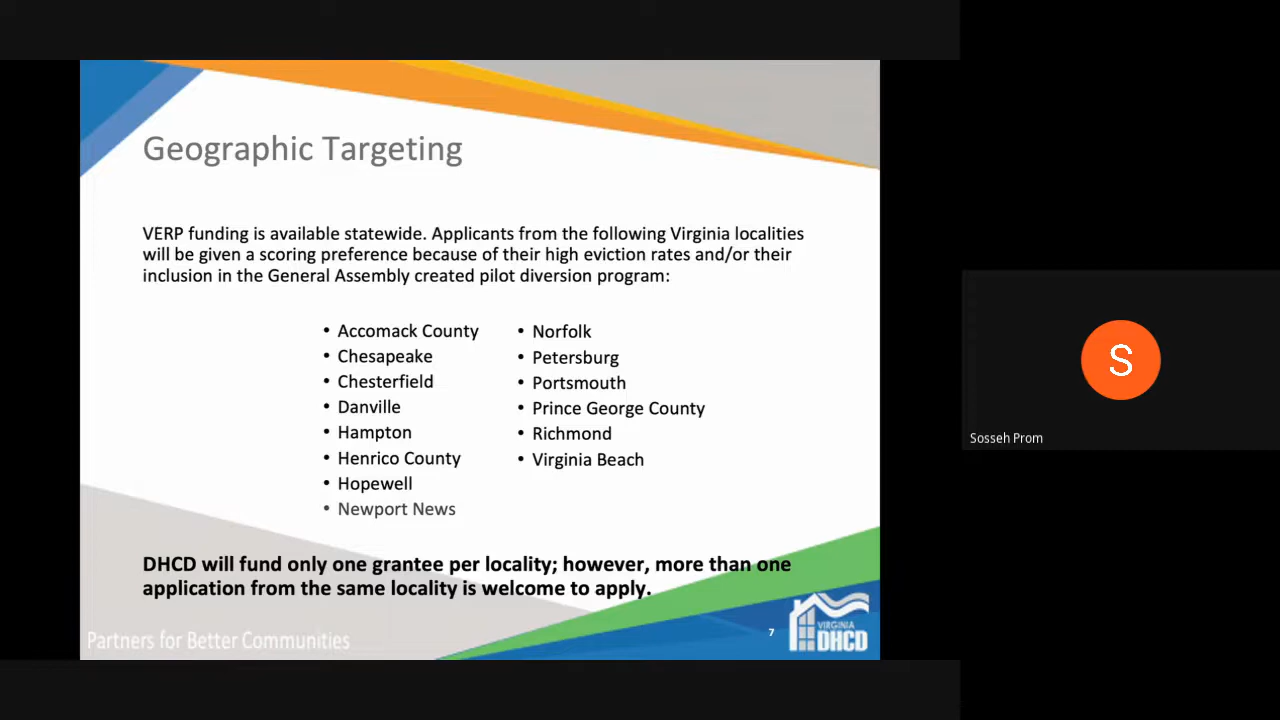 Geographic Targeting
VERP funding is available statewide. Applicants from the following Virginia localities
will be given a scoring preference because of their high eviction rates and/or their
inclusion in the General Assembly created pilot diversion program:
• Accomack County
• Chesapeake
• Chesterfield
• Danville
• Hampton
• Henrico County
• Hopewell
• Newport News
• Norfolk
• Petersburg
• Portsmouth
• Prince George County
• Richmond
• Virginia Beach
DHCD will fund only one grantee per locality; however, more than one
application from the same locality is welcome to apply.
Partners for Better Communities
7
VIRGINIA
DHCD
S
Sosseh Prom